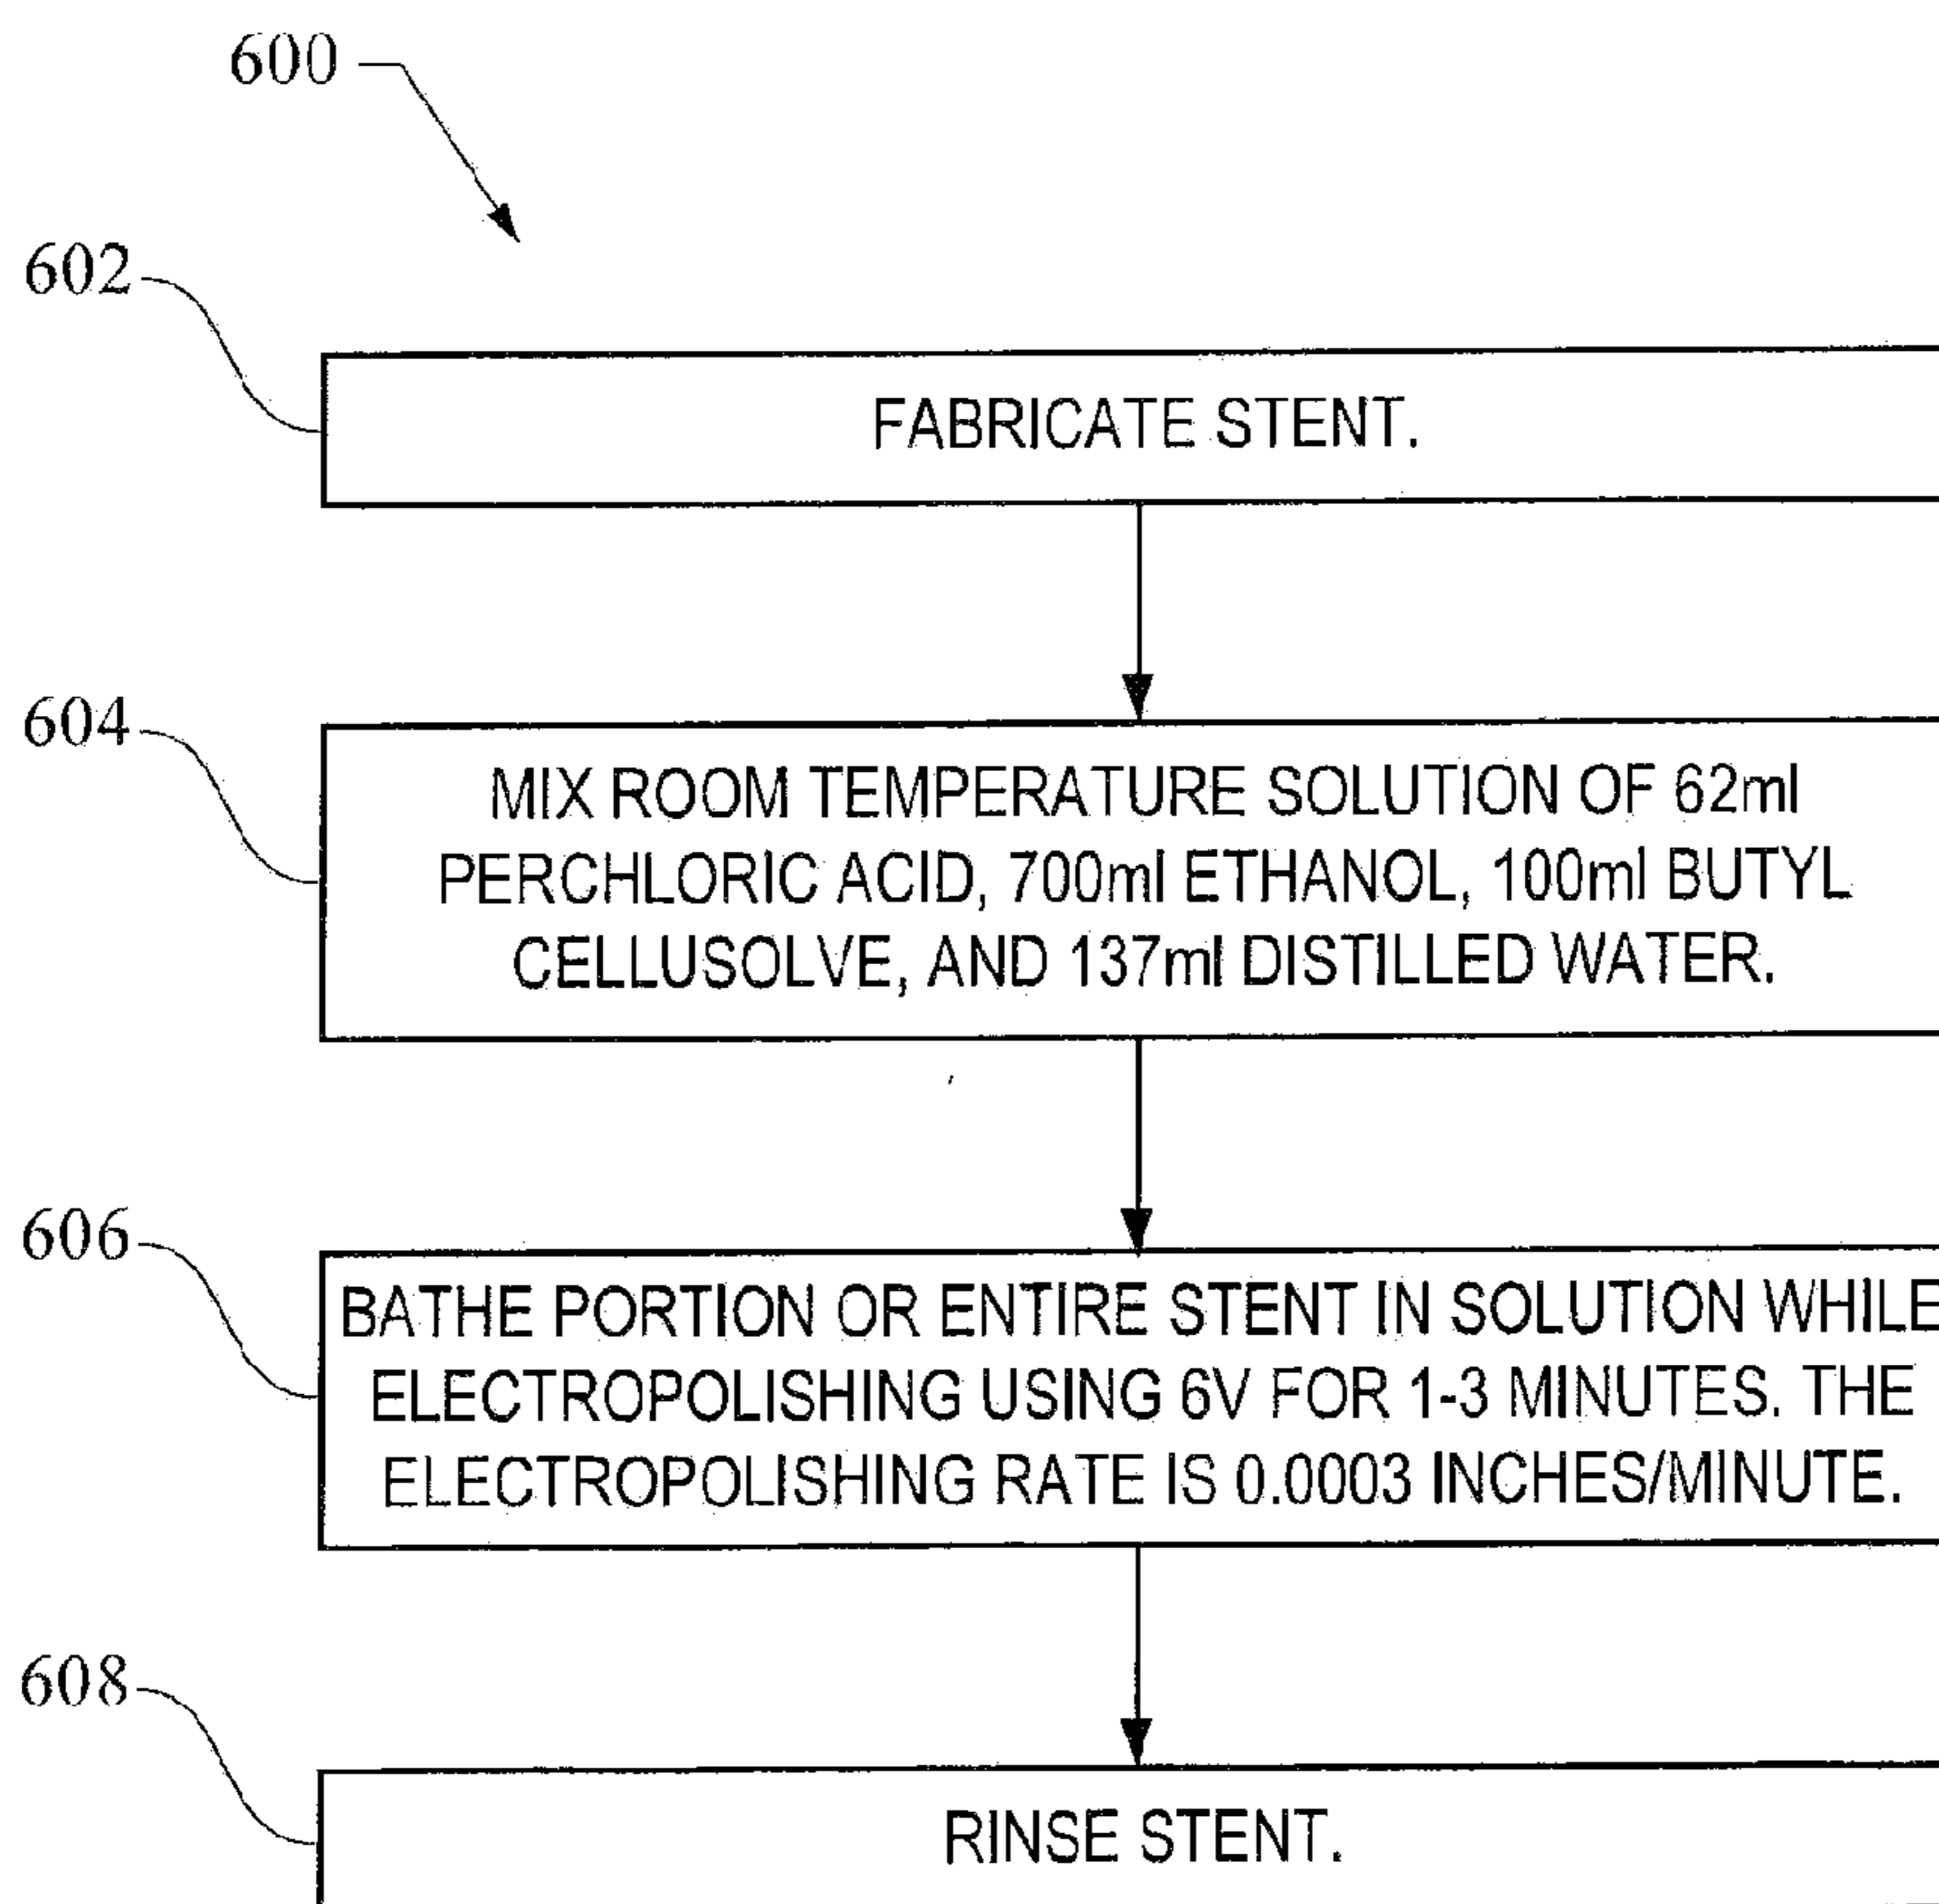 600
602
FABRICATE STENT.
604
MIX ROOM TEMPERATURE SOLUTION OF 62ml
PERCHLORIC ACID, 700ml ETHANOL, 100ml BUTYL
CELLUSOLVE, AND 137ml DISTILLED WATER.
606
BATHE PORTION OR ENTIRE STENT IN SOLUTION WHILE
ELECTROPOLISHING USING 6V FOR 1-3 MINUTES. THE
ELECTROPOLISHING RATE IS 0.0003 INCHES/MINUTE.
608
RINSE STENT.